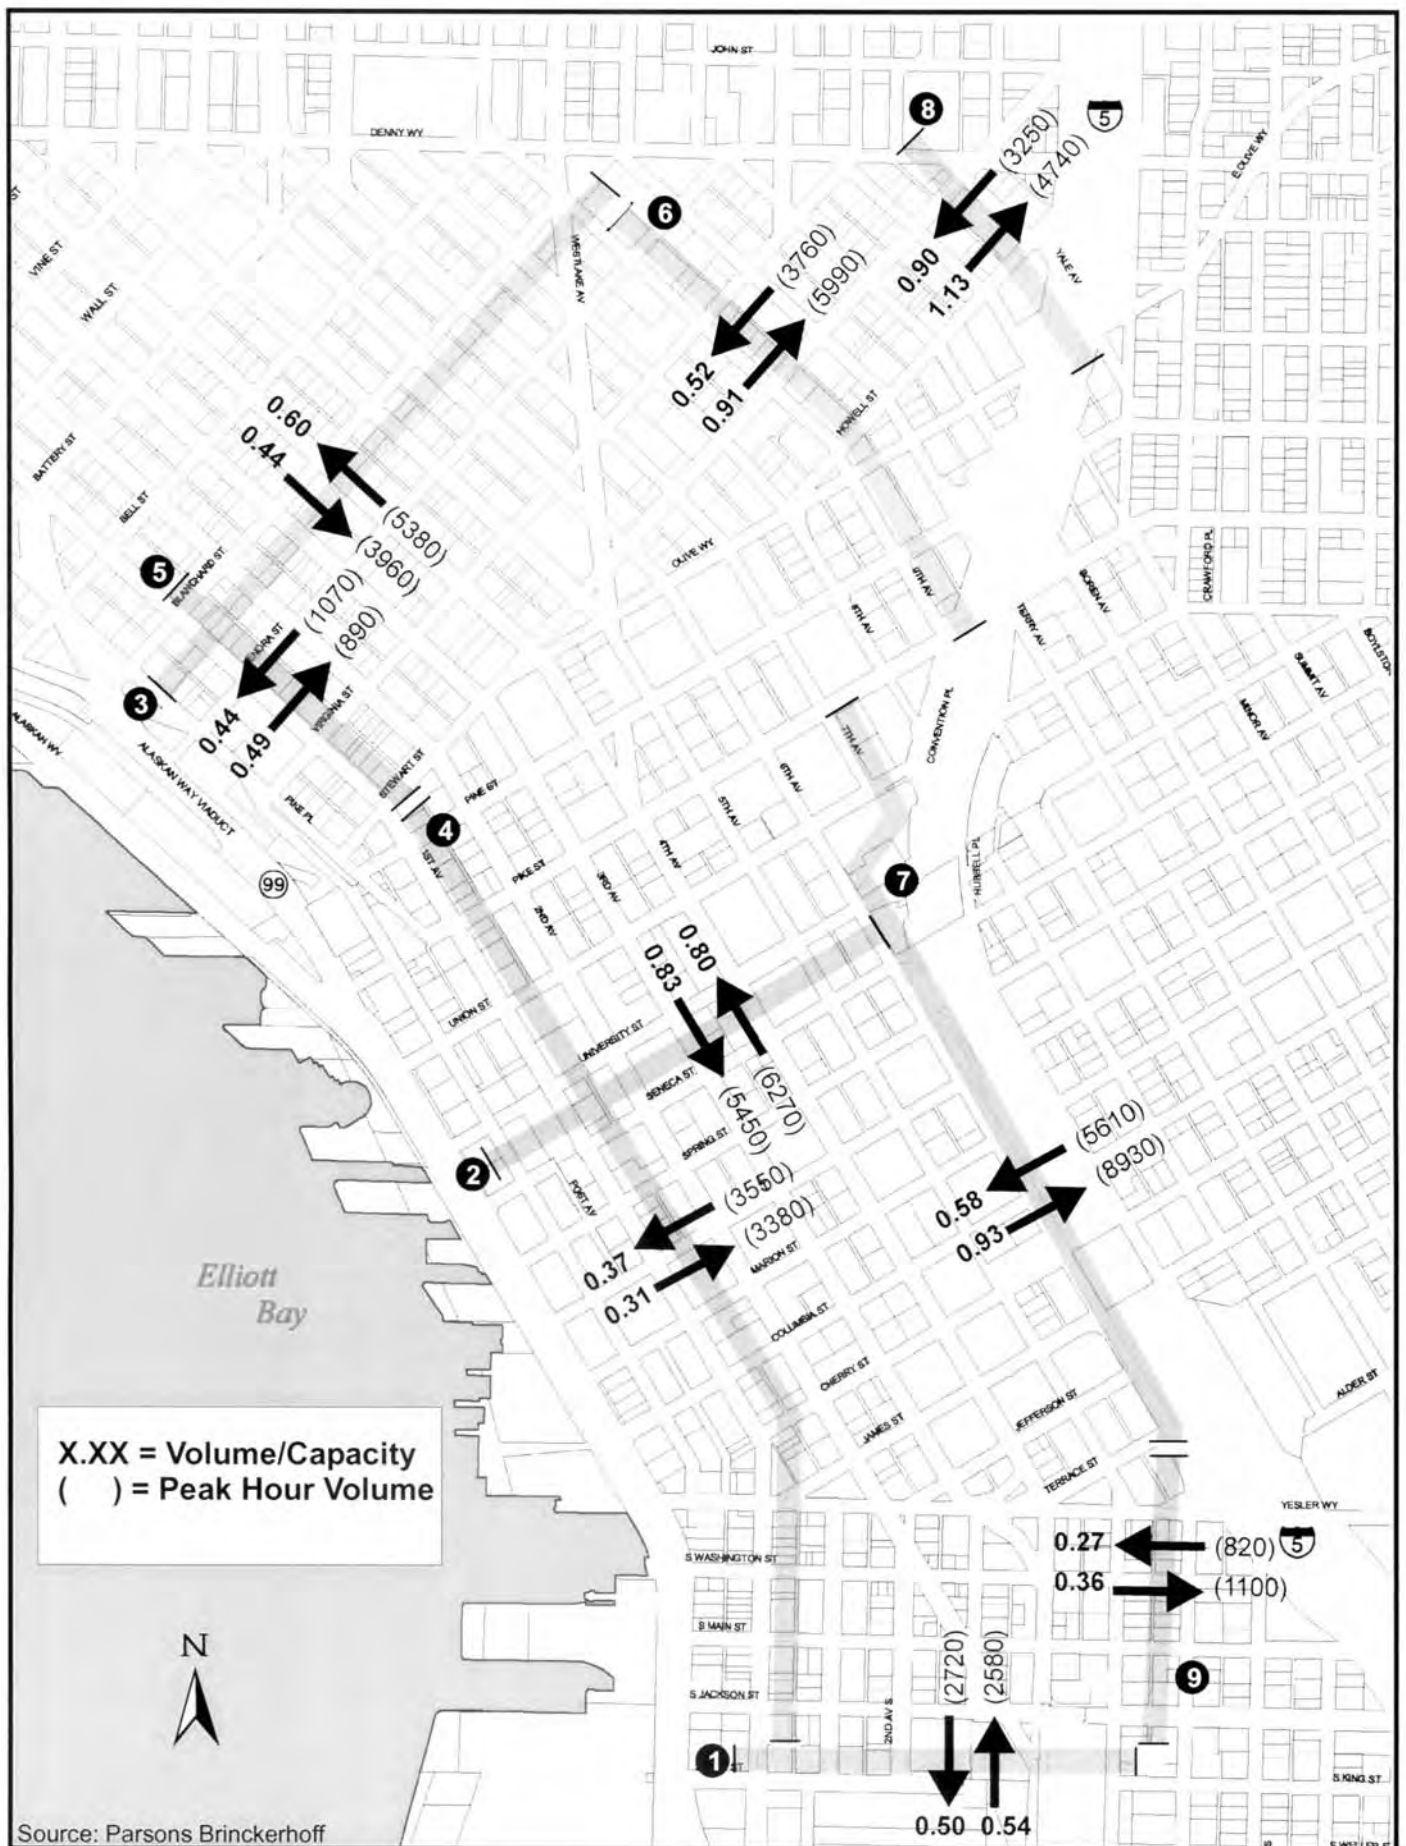 JOHN ST
8
5
DENNY WY
(3250)
(4740)
E OLIVE WY
ST
6
VINE ST
WESTLAKE AV
(3760)
(5990)
0.90
1.13
YALE AV
WALL ST
0.52
0.91
HOWELL ST
0.60
0.44
BATTERY ST
BELL ST
(5380)
(3960)
OLIVE WY
CRAWFORD PL
5
BLANCHARD ST
(1070)
(890)
9TH AV
8TH AV
TERRY AV
BOREN AV
3
VIRGINIA ST
SUMMIT AV
MINOR AV
0.44
0.49
ALASKAN WY
ALASKAN WAY VIADUCT
STEWART ST
PINE ST
PINE PL
7TH AV
CONVENTION PL
6TH AV
5TH AV
4
1ST AV
PIKE ST
4TH AV
3RD AV
2ND AV
99
7
HUBBELL PL
0.80
0.83
UNION ST
UNIVERSITY ST
SENECA ST
(6270)
(5450)
SPRING ST
2
POST AV
(5610)
(8930)
(3550)
(3380)
0.58
0.93
MARION ST
0.37
0.31
Elliott
Bay
COLUMBIA ST
CHERRY ST
JAMES ST
JEFFERSON ST
ALDER ST
TERRACE ST
X.XX = Volume/Capacity
( ) = Peak Hour Volume
YESLER WY
0.27
(820)
5
S WASHINGTON ST
0.36
(1100)
S MAIN ST
N
(2720)
(2580)
9
S JACKSON ST
2ND AV S
1
ST
S KING ST
0.50 0.54
Source: Parsons Brinckerhoff